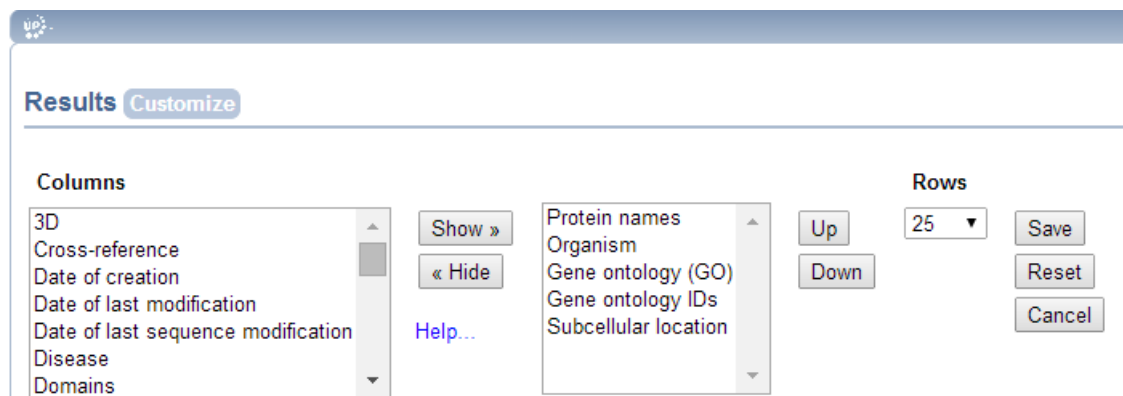 UP
Results Customize
Columns
Rows
3D
Cross-reference
Date of creation
Date of last modification
Date of last sequence modification
Disease
Domains
Show »
« Hide
Help...
Protein names
Organism
Gene ontology (GO)
Gene ontology IDs
Subcellular location
Up
Down
25
Save
Reset
Cancel